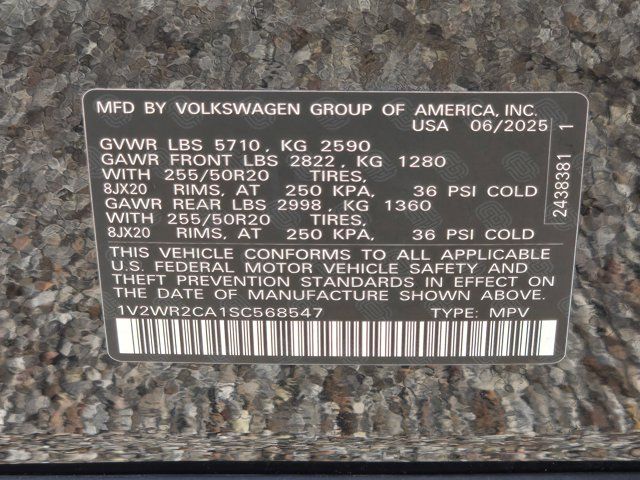 MFD BY VOLKSWAGEN GROUP OF AMERICA, INC.
USA 06/2025
GVWR LBS 5710, KG 2590
GAWR FRONT LBS 2822, KG 1280
WITH 255/50R20 TIRES,
8JX20 RIMS, AT 250 KPA, 36 PSI COLD
GAWR REAR LBS 2998, KG 1360
WITH 255/50R20 TIRES,
8JX20 RIMS, AT 250 KPA, 36 PSI COLD
THIS VEHICLE CONFORMS TO ALL APPLICABLE
U.S. FEDERAL MOTOR VEHICLE SAFETY AND
THEFT PREVENTION STANDARDS IN EFFECT ON
THE DATE OF MANUFACTURE SHOWN ABOVE.
1V2WR2CA1SC568547 TYPE: MPV
2438381 1